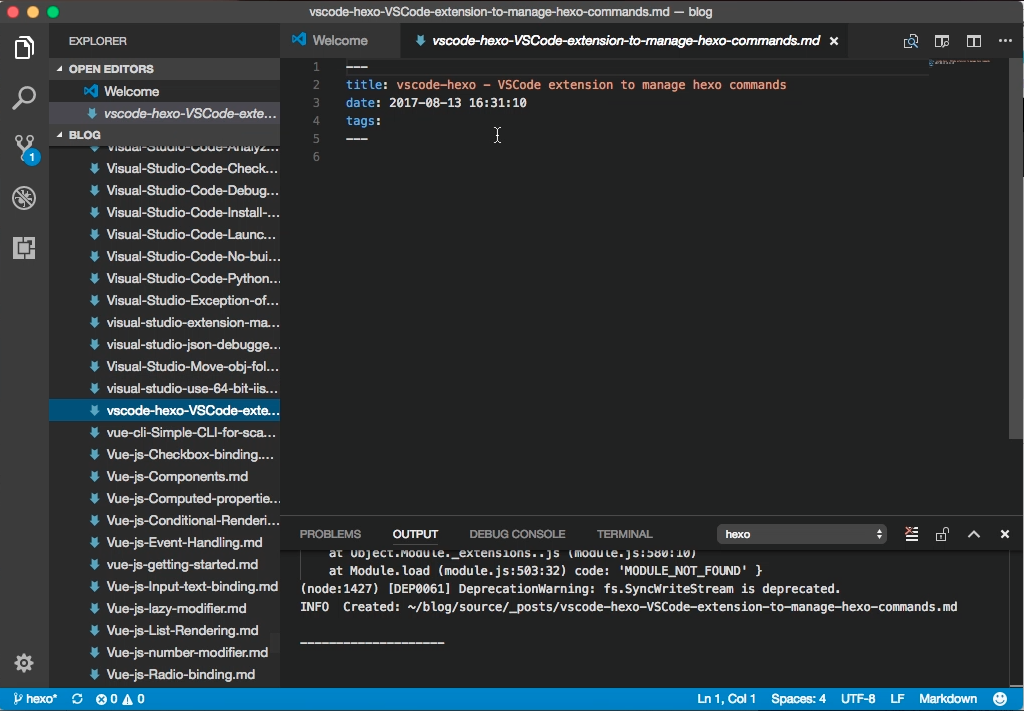 vscode-hexo-VSCode-extension-to-manage-hexo-commands.md — blog
EXPLORER
OPEN EDITORS
Welcome
vscode-hexo-VSCode-exte...
BLOG
Visual-Studio-Code-Analyz...
Visual-Studio-Code-Check...
Visual-Studio-Code-Debug...
Visual-Studio-Code-Install-...
Visual-Studio-Code-Launc...
Visual-Studio-Code-No-bui...
Visual-Studio-Code-Python...
Visual-Studio-Exception-of...
visual-studio-extension-ma...
visual-studio-json-debugge...
Visual-Studio-Move-obj-fol...
visual-studio-use-64-bit-iis...
vscode-hexo-VSCode-exte...
vue-cli-Simple-CLI-for-sca...
Vue-js-Checkbox-binding....
Vue-js-Components.md
Vue-js-Computed-propertie...
Vue-js-Conditional-Renderi...
Vue-js-Event-Handling.md
vue-js-getting-started.md
Vue-js-Input-text-binding.md
Vue-js-lazy-modifier.md
Vue-js-List-Rendering.md
Vue-js-number-modifier.md
Vue-js-Radio-binding.md
1
Welcome
vscode-hexo-VSCode-extension-to-manage-hexo-commands.md
1 ---
2 title: vscode-hexo - VSCode extension to manage hexo commands
3 date: 2017-08-13 16:31:10
4 tags:
5 ---
6
PROBLEMS OUTPUT DEBUG CONSOLE TERMINAL hexo
at Object.Module._extensions..js (module.js:580:10)
at Module.load (module.js:503:32) code: 'MODULE_NOT_FOUND' }
(node:1427) [DEP0061] DeprecationWarning: fs.SyncWriteStream is deprecated.
INFO  Created: ~/blog/source/_posts/vscode-hexo-VSCode-extension-to-manage-hexo-commands.md
--------------------
hexo* 0 0 Ln 1, Col 1 Spaces: 4 UTF-8 LF Markdown